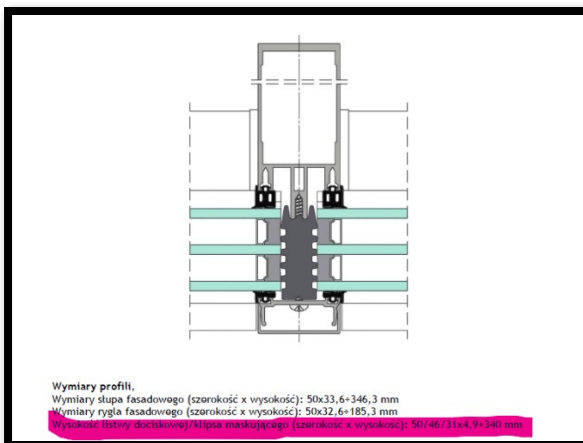 Wymiary profili,
Wymiary słupa fasadowego (szerokość x wysokość): 50x33,6÷346,3 mm
Wymiary rygla fasadowego (szerokość x wysokość): 50x32,6÷185,3 mm
Wysokość listwy dociskowej/klipsa maskującego (szerokość x wysokość): 50/46/31x4,9÷340 mm